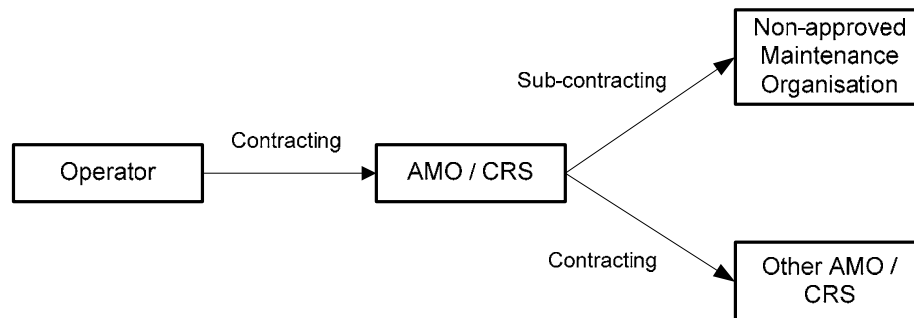 Non-approved
Maintenance
Organisation
Sub-contracting
Contracting
Operator
AMO / CRS
Contracting
Other AMO /
CRS